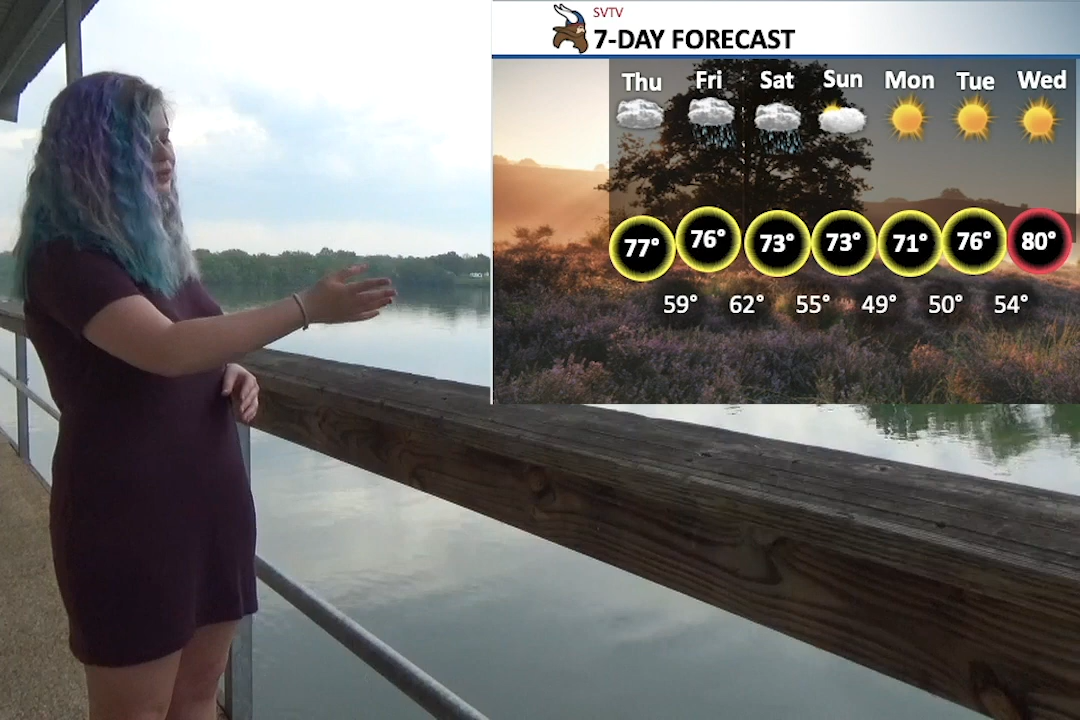 SVTV
7-DAY FORECAST
Thu Fri Sat Sun Mon Tue Wed
77° 76° 73° 73° 71° 76° 80°
59° 62° 55° 49° 50° 54°